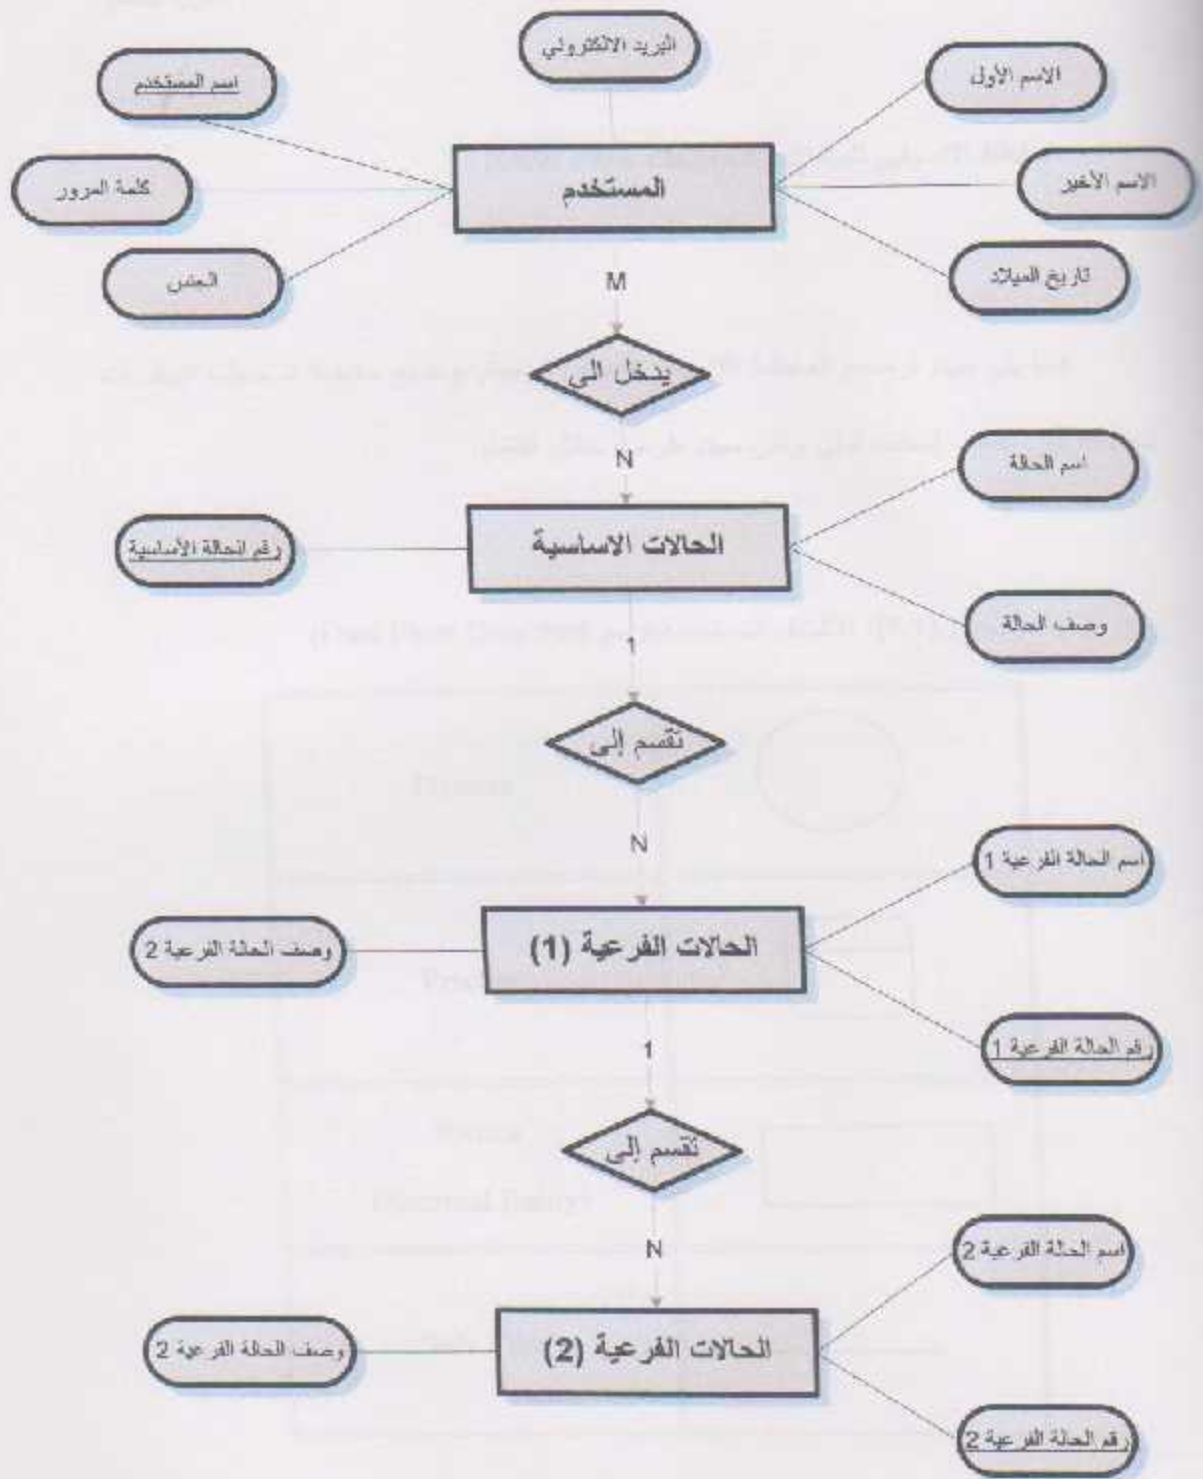 البريد الالكتروني
اسم المستخدم
الاسم الأول
كلمة المرور
المستخدم
الاسم الأخير
الجنس
تاريخ الميلاد
M
يدخل الى
N
اسم الحالة
رقم الحالة الأساسية
الحالات الاساسية
وصف الحالة
1
تقسم إلى
N
اسم الحالة الفرعية 1
وصف الحالة الفرعية 2
الحالات الفرعية (1)
رقم الحالة الفرعية 1
1
تقسم إلى
N
اسم الحالة الفرعية 2
وصف الحالة الفرعية 2
الحالات الفرعية (2)
رقم الحالة الفرعية 2